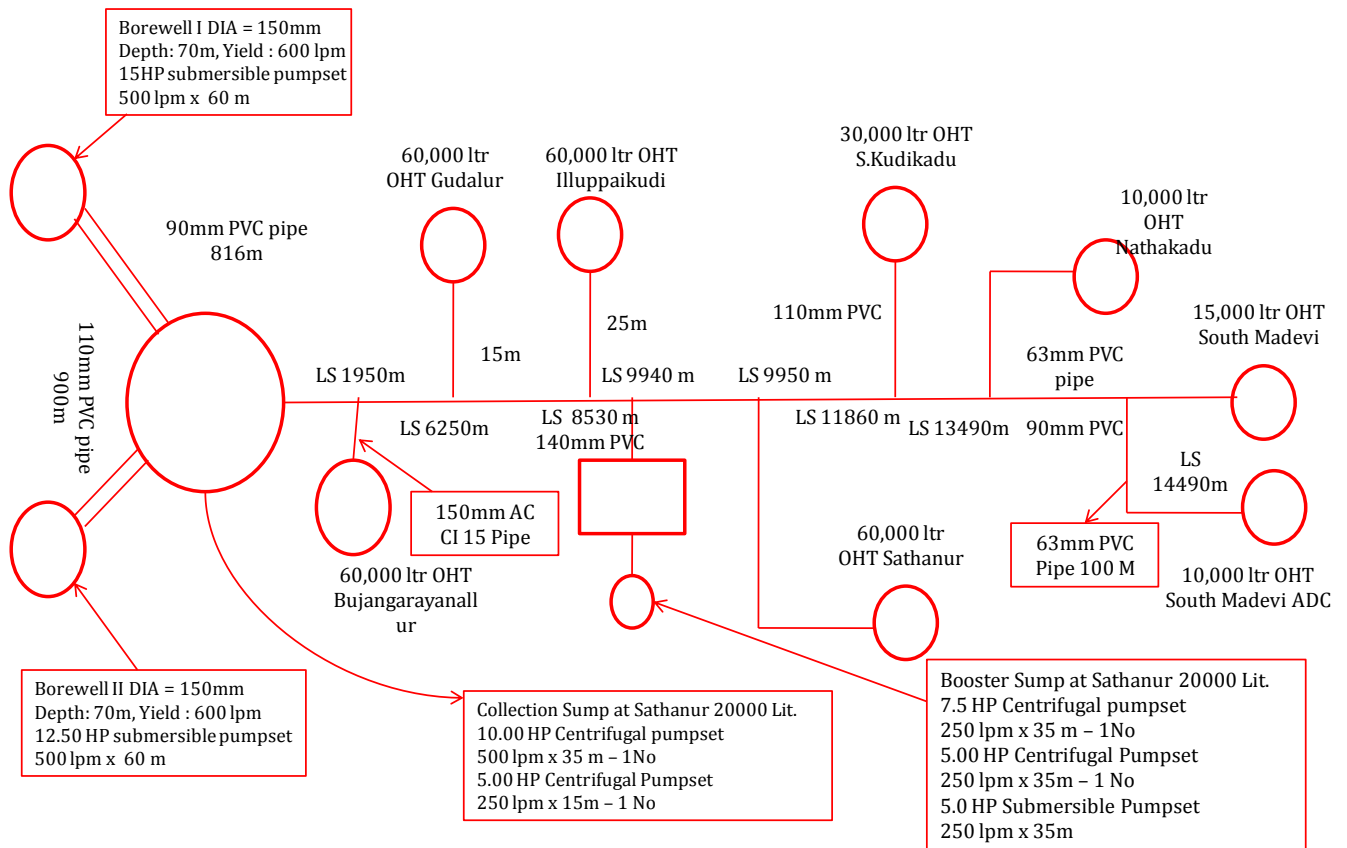 Borewell I DIA = 150mm
Depth: 70m, Yield : 600 lpm
15HP submersible pumpset
500 lpm x 60 m
90mm PVC pipe
816m
60,000 ltr
OHT Gudalur
60,000 ltr OHT
Illuppaikudi
30,000 ltr OHT
S.Kudikadu
10,000 ltr
OHT
Nathakadu
15,000 ltr OHT
South Madevi
110mm PVC pipe
900m
LS 1950m
15m
25m
LS 9940 m
LS 9950 m
110mm PVC
63mm PVC
pipe
LS 6250m
LS 8530 m
140mm PVC
LS 11860 m
LS 13490m
90mm PVC
LS
14490m
150mm AC
CI 15 Pipe
60,000 ltr OHT
Bujangarayanall
ur
60,000 ltr
OHT Sathanur
63mm PVC
Pipe 100 M
10,000 ltr OHT
South Madevi ADC
Borewell II DIA = 150mm
Depth: 70m, Yield : 600 lpm
12.50 HP submersible pumpset
500 lpm x 60 m
Collection Sump at Sathanur 20000 Lit.
10.00 HP Centrifugal pumpset
500 lpm x 35 m – 1No
5.00 HP Centrifugal Pumpset
250 lpm x 15m – 1 No
Booster Sump at Sathanur 20000 Lit.
7.5 HP Centrifugal pumpset
250 lpm x 35 m – 1No
5.00 HP Centrifugal Pumpset
250 lpm x 35m – 1 No
5.0 HP Submersible Pumpset
250 lpm x 35m